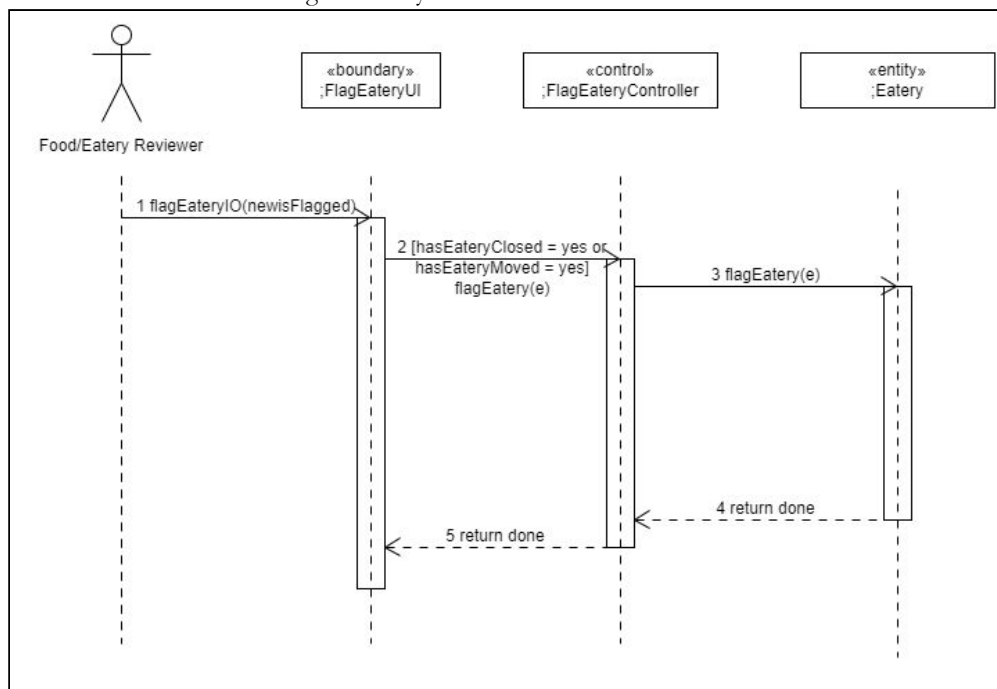 «boundary»
;FlagEateryUI
«control»
;FlagEateryController
«entity»
;Eatery
Food/Eatery Reviewer
1 flagEateryIO(newisFlagged)
2 [hasEateryClosed = yes or
hasEateryMoved = yes]
flagEatery(e)
3 flagEatery(e)
4 return done
5 return done